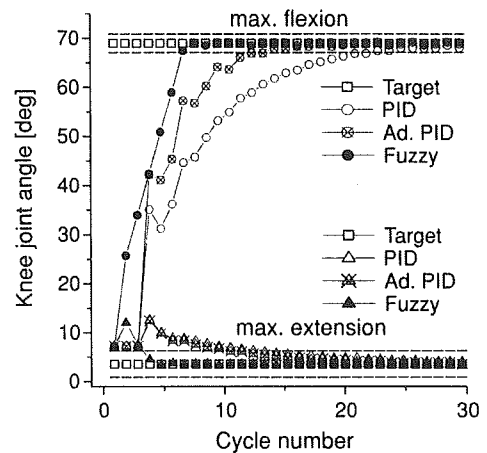 max. flexion
70
60
50
40
30
20
10
0
Knee joint angle [deg]
Target
PID
Ad. PID
Fuzzy
Target
PID
Ad. PID
Fuzzy
max. extension
0 10 20 30
Cycle number